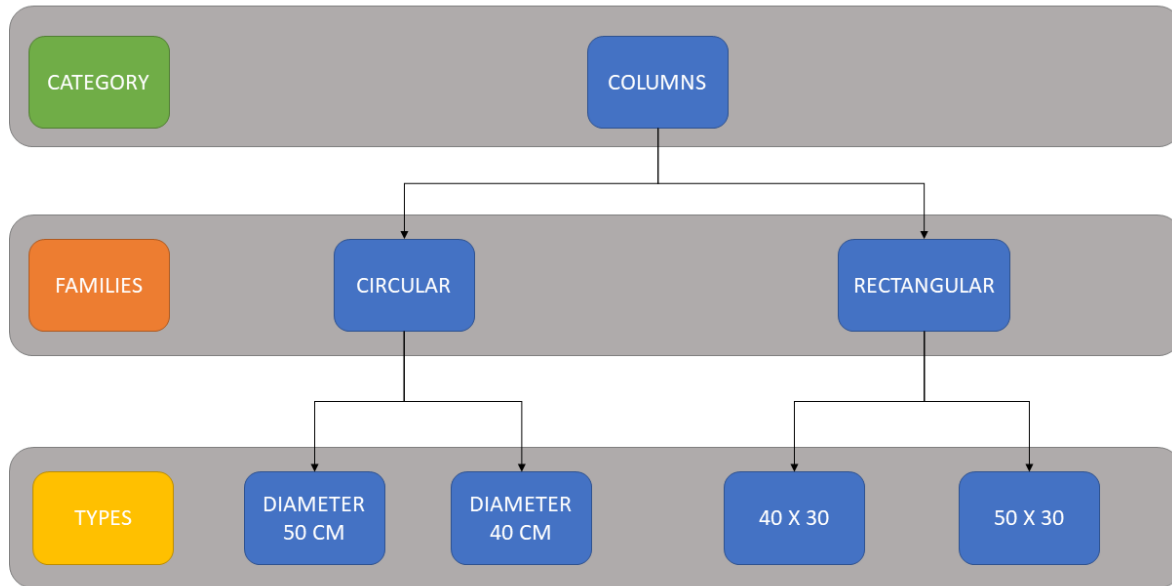 CATEGORY
COLUMNS
FAMILIES
CIRCULAR
RECTANGULAR
TYPES
DIAMETER
50 CM
DIAMETER
40 CM
40 X 30
50 X 30